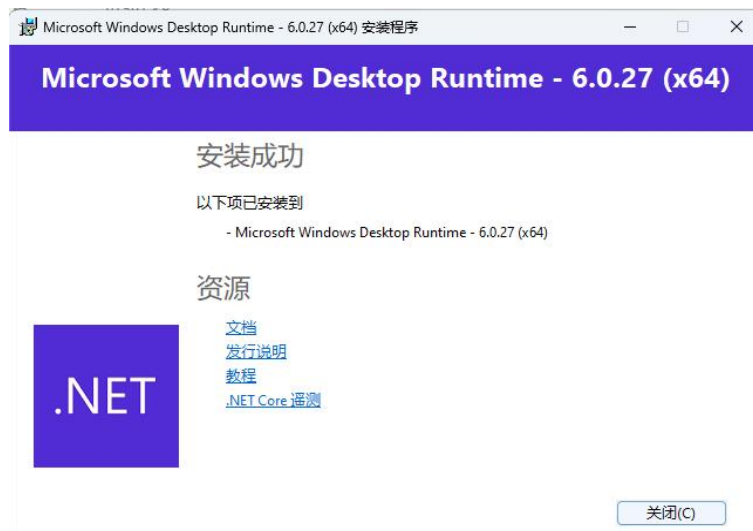 Microsoft Windows Desktop Runtime - 6.0.27 (x64) 安装程序
Microsoft Windows Desktop Runtime - 6.0.27 (x64)
安装成功
以下项已安装到
- Microsoft Windows Desktop Runtime - 6.0.27 (x64)
资源
文档
发行说明
教程
.NET Core 遥测
.NET
关闭(C)